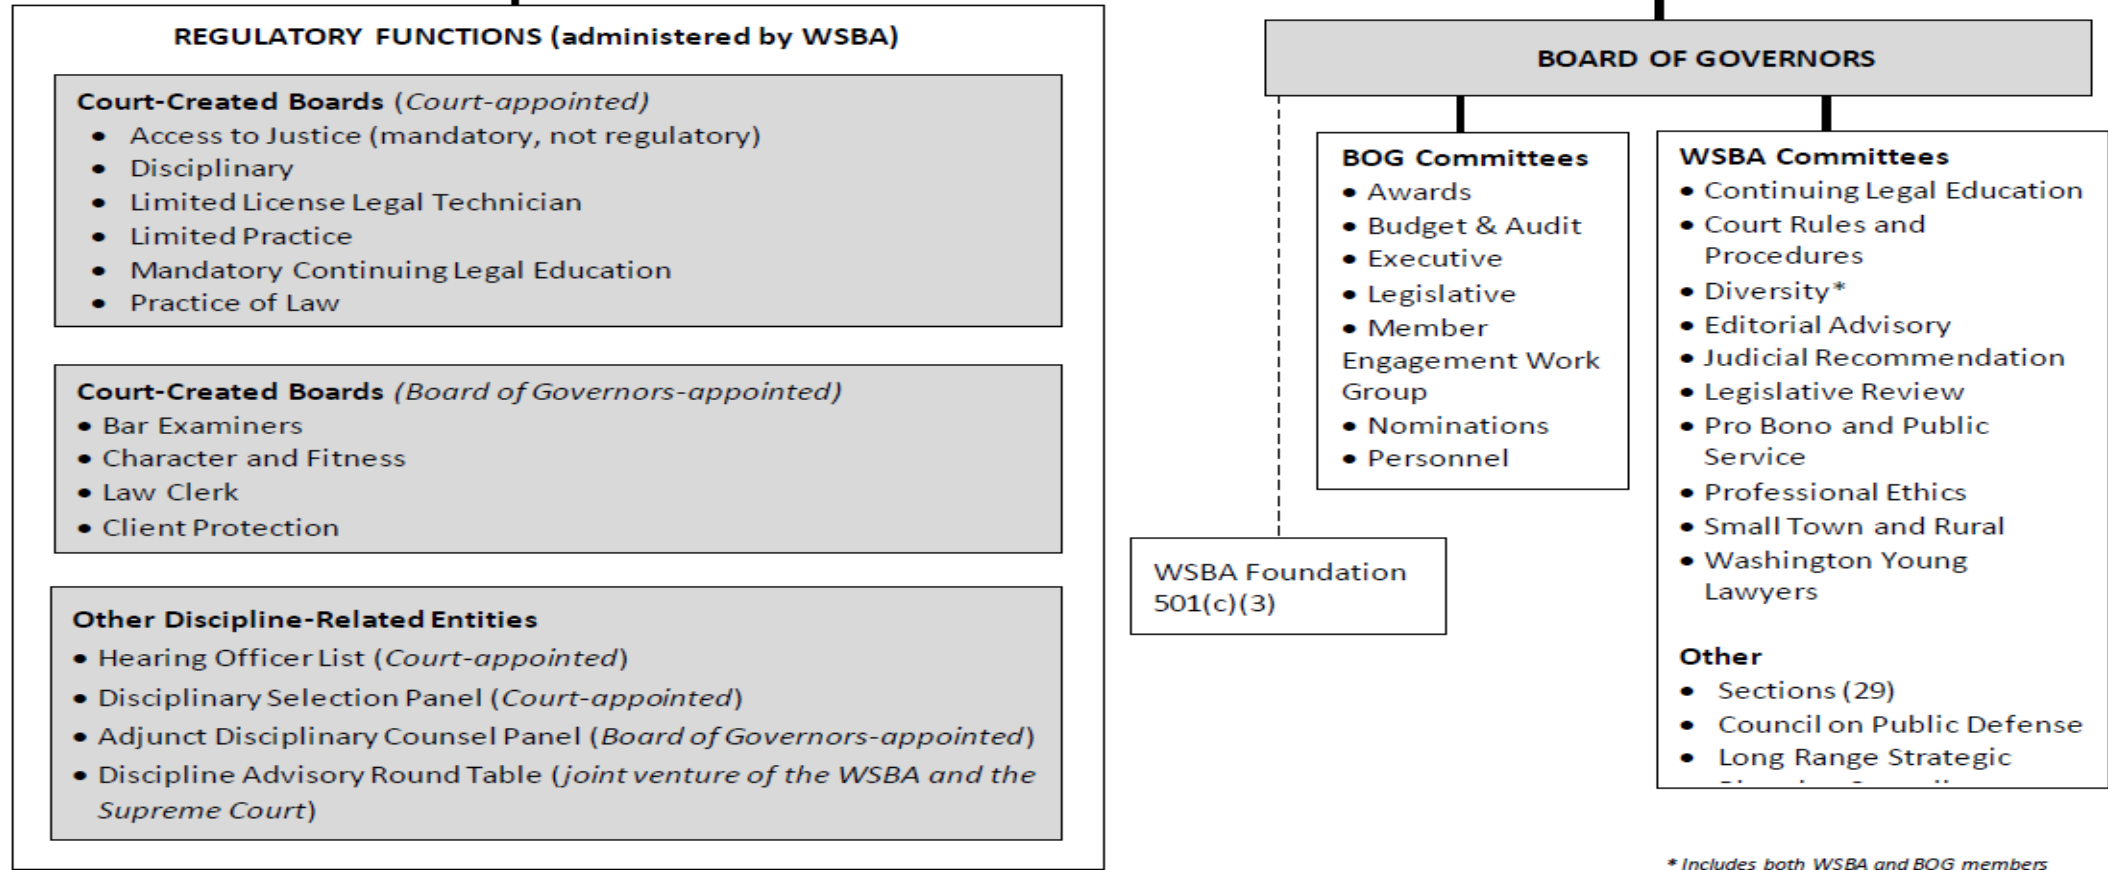 REGULATORY FUNCTIONS (administered by WSBA)
Court-Created Boards (Court-appointed)
• Access to Justice (mandatory, not regulatory)
• Disciplinary
• Limited License Legal Technician
• Limited Practice
• Mandatory Continuing Legal Education
• Practice of Law
Court-Created Boards (Board of Governors-appointed)
• Bar Examiners
• Character and Fitness
• Law Clerk
• Client Protection
Other Discipline-Related Entities
• Hearing Officer List (Court-appointed)
• Disciplinary Selection Panel (Court-appointed)
• Adjunct Disciplinary Counsel Panel (Board of Governors-appointed)
• Discipline Advisory Round Table (joint venture of the WSBA and the
Supreme Court)
BOARD OF GOVERNORS
BOG Committees
• Awards
• Budget & Audit
• Executive
• Legislative
• Member
Engagement Work
Group
• Nominations
• Personnel
WSBA Foundation
501(c)(3)
WSBA Committees
• Continuing Legal Education
• Court Rules and
Procedures
• Diversity*
• Editorial Advisory
• Judicial Recommendation
• Legislative Review
• Pro Bono and Public
Service
• Professional Ethics
• Small Town and Rural
• Washington Young
Lawyers
Other
• Sections (29)
• Council on Public Defense
• Long Range Strategic
* Includes both WSBA and BOG members